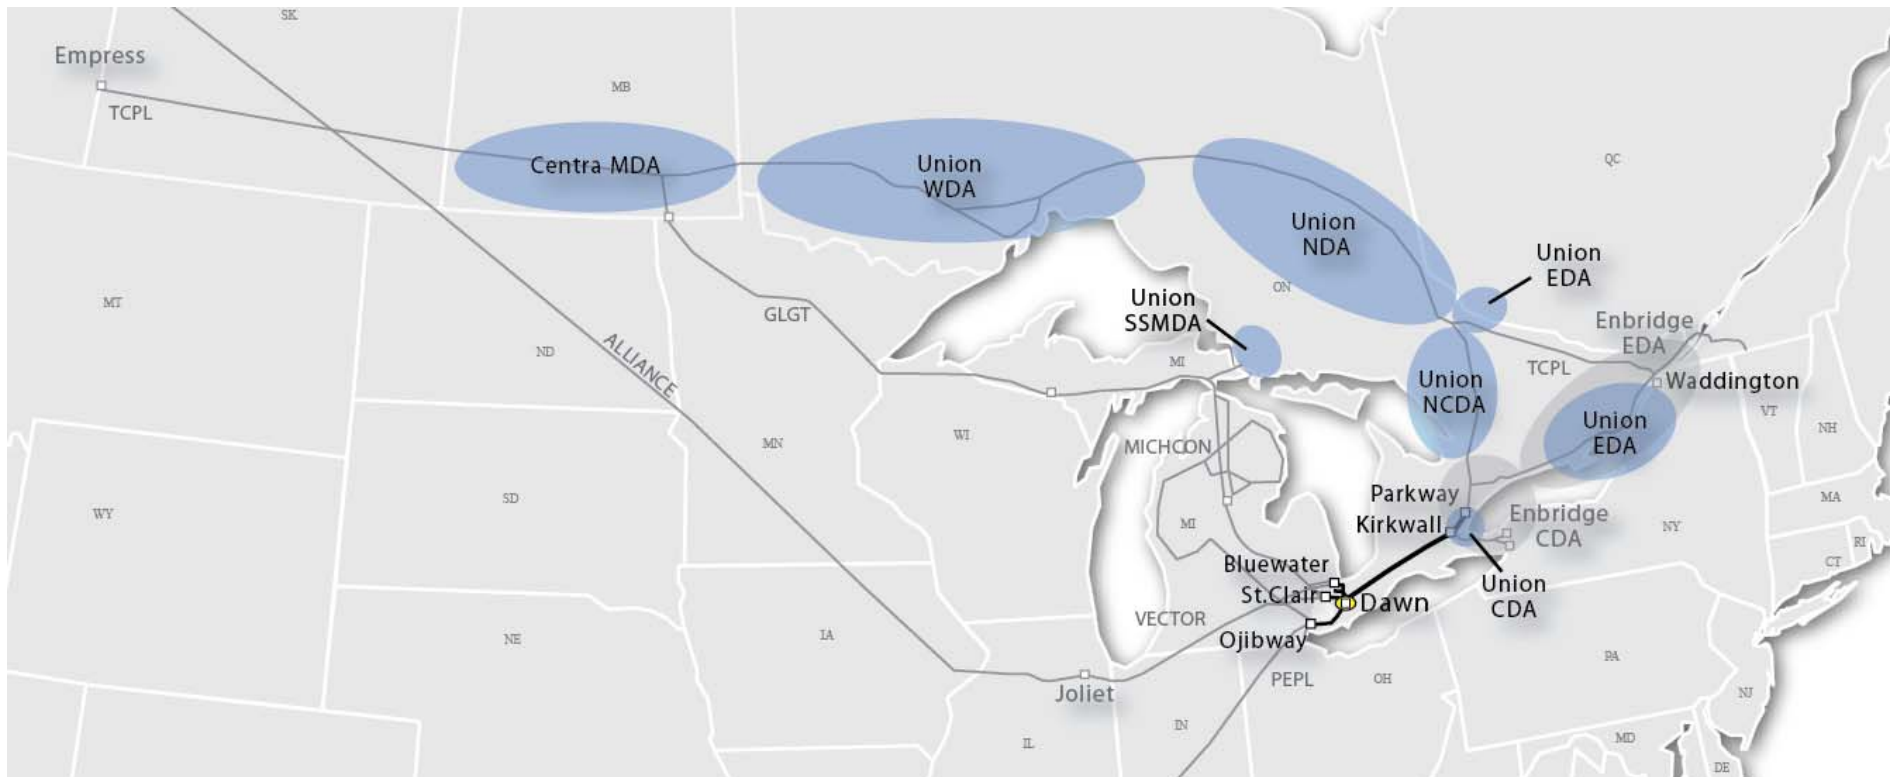 SK
Empress
TCPL
MB
Centra MDA
Union
WDA
QC
Union
NDA
Union
EDA
ON
MT
GLGT
Union
SSMDA
Enbridge
EDA
ND
ALLIANCE
MI
TCPL
Waddington
Union
NCDA
VT
NH
Union
EDA
MN
WI
MICHCON
SD
WY
Parkway
MA
Kirkwall
Enbridge
CDA
NY
MI
RI
CT
Bluewater
St.Clair
Dawn
Union
CDA
VECTOR
Ojibway
NE
IA
PA
PEPL
OH
Joliet
NJ
IN
IL
MD
DE